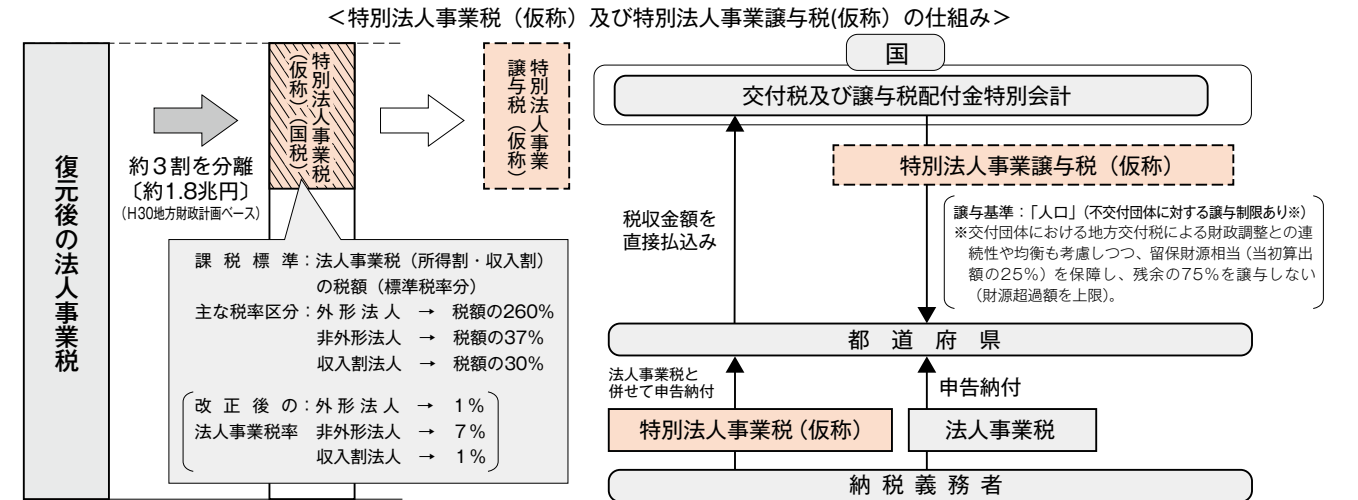 ＜特別法人事業税（仮称）及び特別法人事業譲与税(仮称）の仕組み＞
復元後の法人事業税
約３割を分離
〔約1.8兆円〕
（H30地方財政計画ベース）
特別法人事業税
（仮称）（国税）
特別法人事業
譲与税（仮称）
課税標準：法人事業税（所得割・収入割）
の税額（標準税率分）
主な税率区分：外形法人 → 税額の260%
非外形法人 → 税額の37%
収入割法人 → 税額の30%
改正後の：外形法人 → 1％
法人事業税率 非外形法人 → 7％
収入割法人 → 1％
国
交付税及び譲与税配付金特別会計
特別法人事業譲与税（仮称）
税収金額を
直接払込み
譲与基準：「人口」（不交付団体に対する譲与制限あり※）
※交付団体における地方交付税による財政調整との連
続性や均衡も考慮しつつ、留保財源相当（当初算出
額の25%）を保障し、残余の75%を譲与しない
（財源超過額を上限）。
都道府県
法人事業税と
併せて申告納付
申告納付
特別法人事業税（仮称）
法人事業税
納税義務者